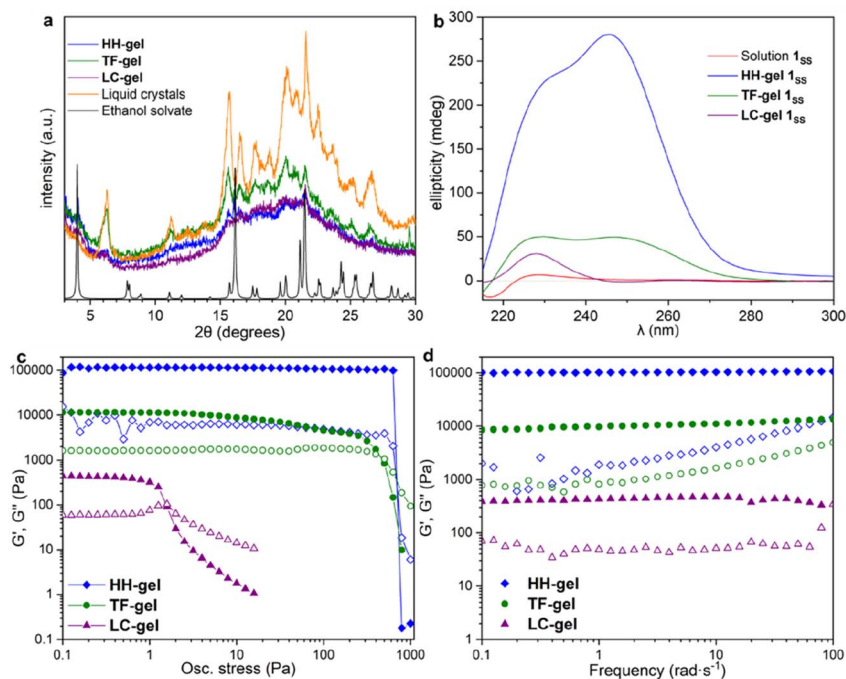 a
HH-gel
TF-gel
LC-gel
Liquid crystals
Ethanol solvate
intensity (a.u.)
5 10 15 20 25 30
2θ (degrees)
b
300
250
200
150
100
50
0
Solution 1SS
HH-gel 1SS
TF-gel 1SS
LC-gel 1SS
ellipticity (mdeg)
220 240 260 280 300
λ (nm)
c
100000
10000
1000
100
10
1
0.1
G', G'' (Pa)
HH-gel
TF-gel
LC-gel
0.1 1 10 100 1000
Osc. stress (Pa)
d
1000000
100000
10000
1000
100
10
1
G', G'' (Pa)
HH-gel
TF-gel
LC-gel
0.1 1 10 100
Frequency (rad·s⁻¹)